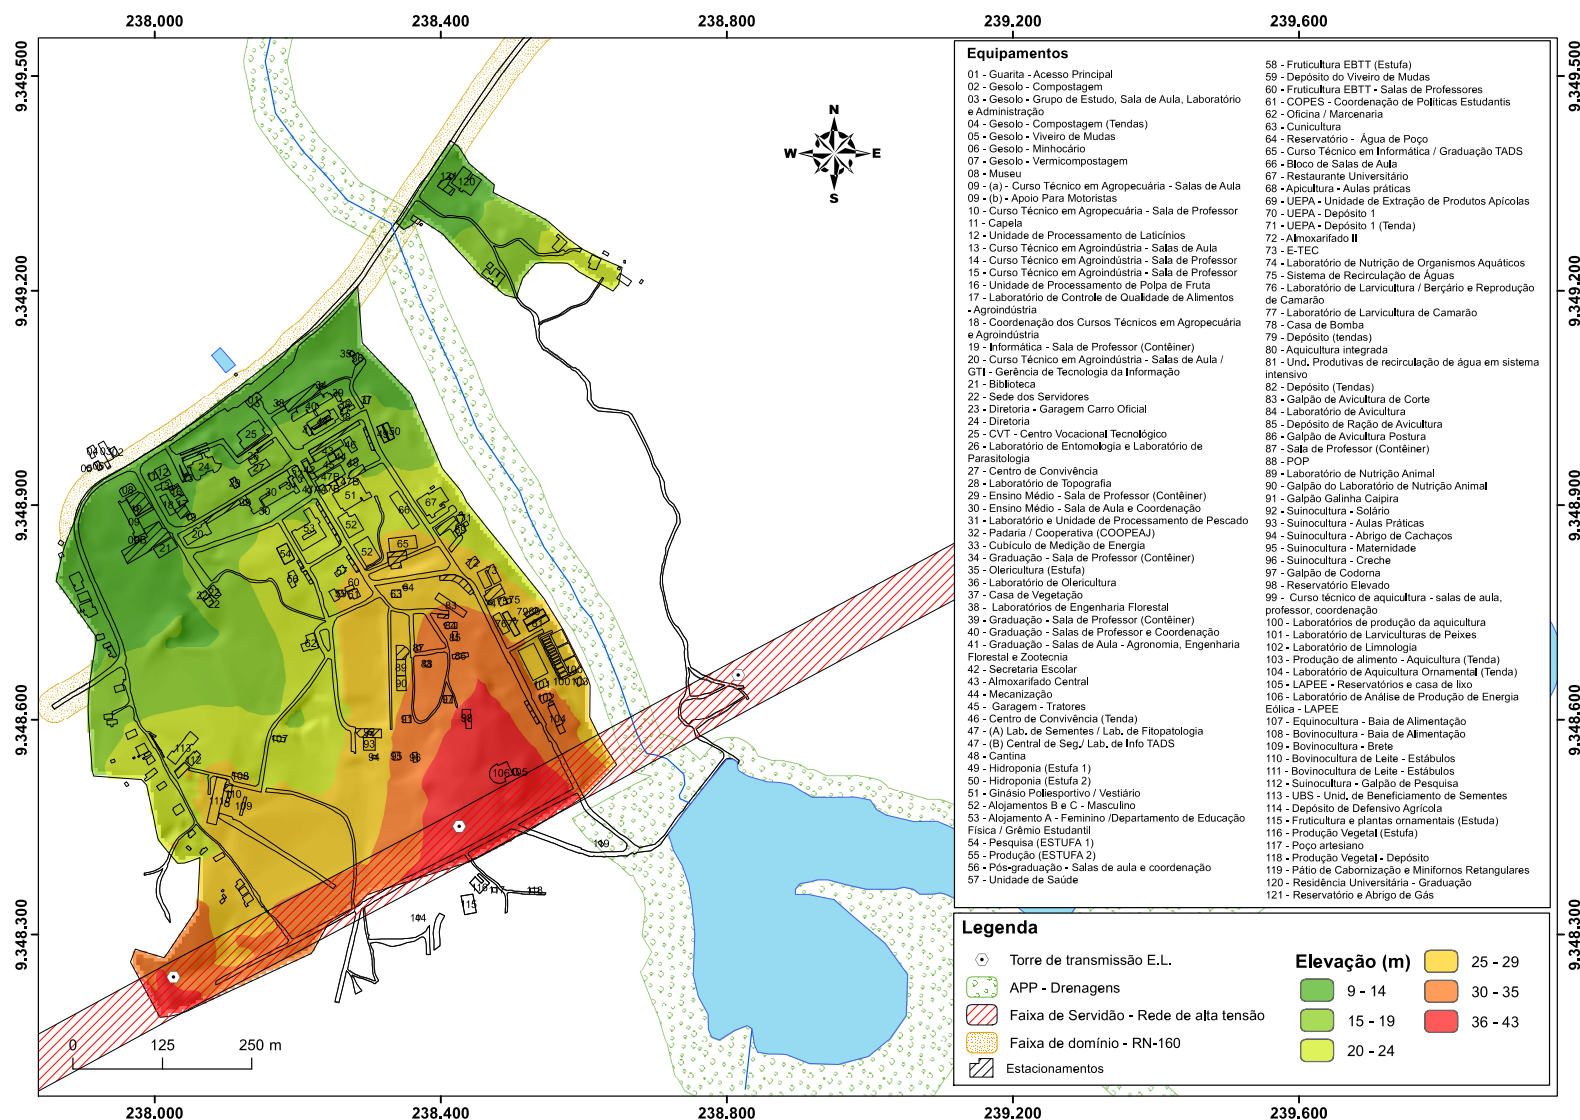 238.000
238.400
238.800
239.200
239.600
9.349.500
9.349.200
9.348.900
9.348.600
9.348.300
N
W
E
S
Equipamentos
01 - Guarita - Acesso Principal
02 - Gesolo - Compostagem
03 - Gesolo - Grupo de Estudo, Sala de Aula, Laboratório
e Administração
04 - Gesolo - Compostagem (Tendas)
05 - Gesolo - Viveiro de Mudas
06 - Gesolo - Minhocário
07 - Gesolo - Vermicompostagem
08 - Museu
09 - (a) - Curso Técnico em Agropecuária - Salas de Aula
09 - (b) - Apoio Para Motoristas
10 - Curso Técnico em Agropecuária - Sala de Professor
11 - Capela
12 - Unidade de Processamento de Laticínios
13 - Curso Técnico em Agroindústria - Salas de Aula
14 - Curso Técnico em Agroindústria - Sala de Professor
15 - Curso Técnico em Agroindústria - Sala de Professor
16 - Unidade de Processamento de Polpa de Fruta
17 - Laboratório de Controle de Qualidade de Alimentos
- Agroindústria
18 - Coordenação dos Cursos Técnicos em Agropecuária
e Agroindústria
19 - Informática - Sala de Professor (Contêiner)
20 - Curso Técnico em Agroindústria - Salas de Aula /
GTI - Gerência de Tecnologia da Informação
21 - Biblioteca
22 - Sede dos Servidores
23 - Diretoria - Garagem Carro Oficial
24 - Diretoria
25 - CVT - Centro Vocacional Tecnológico
26 - Laboratório de Entomologia e Laboratório de
Parasitologia
27 - Centro de Convivência
28 - Laboratório de Topografia
29 - Ensino Médio - Sala de Professor (Contêiner)
30 - Ensino Médio - Sala de Aula e Coordenação
31 - Laboratório e Unidade de Processamento de Pescado
32 - Padaria / Cooperativa (COOPEAJ)
33 - Cubículo de Medição de Energia
34 - Graduação - Sala de Professor (Contêiner)
35 - Olericultura (Estufa)
36 - Laboratório de Olericultura
37 - Casa de Vegetação
38 - Laboratórios de Engenharia Florestal
39 - Graduação - Sala de Professor (Contêiner)
40 - Graduação - Salas de Professor e Coordenação
41 - Graduação - Salas de Aula - Agronomia, Engenharia
Florestal e Zootecnia
42 - Secretaria Escolar
43 - Almoxarifado Central
44 - Mecanização
45 - Garagem - Tratores
46 - Centro de Convivência (Tenda)
47 - (A) Lab. de Sementes / Lab. de Fitopatologia
47 - (B) Central de Seg./ Lab. de Info TADS
48 - Cantina
49 - Hidroponia (Estufa 1)
50 - Hidroponia (Estufa 2)
51 - Ginásio Poliesportivo / Vestiário
52 - Alojamentos B e C - Masculino
53 - Alojamento A - Feminino /Departamento de Educação
Física / Grêmio Estudantil
54 - Pesquisa (ESTUFA 1)
55 - Produção (ESTUFA 2)
56 - Pós-graduação - Salas de aula e coordenação
57 - Unidade de Saúde
58 - Fruticultura EBTT (Estufa)
59 - Depósito do Viveiro de Mudas
60 - Fruticultura EBTT - Salas de Professores
61 - COPES - Coordenação de Políticas Estudantis
62 - Oficina / Marcenaria
63 - Cunicultura
64 - Reservatório - Água de Poço
65 - Curso Técnico em Informática / Graduação TADS
66 - Bloco de Salas de Aula
67 - Restaurante Universitário
68 - Apicultura - Aulas práticas
69 - UEPA - Unidade de Extração de Produtos Apícolas
70 - UEPA - Depósito 1
71 - UEPA - Depósito 1 (Tenda)
72 - Almoxarifado II
73 - E-TEC
74 - Laboratório de Nutrição de Organismos Aquáticos
75 - Sistema de Recirculação de Águas
76 - Laboratório de Larvicultura / Berçário e Reprodução
de Camarão
77 - Laboratório de Larvicultura de Camarão
78 - Casa de Bomba
79 - Depósito (tendas)
80 - Aquicultura integrada
81 - Und. Produtivas de recirculação de água em sistema
intensivo
82 - Depósito (Tendas)
83 - Galpão de Avicultura de Corte
84 - Laboratório de Avicultura
85 - Depósito de Ração de Avicultura
86 - Galpão de Avicultura Postura
87 - Sala de Professor (Contêiner)
88 - POP
89 - Laboratório de Nutrição Animal
90 - Galpão do Laboratório de Nutrição Animal
91 - Galpão Galinha Caipira
92 - Suinocultura - Solário
93 - Suinocultura - Aulas Práticas
94 - Suinocultura - Abrigo de Cachaços
95 - Suinocultura - Maternidade
96 - Suinocultura - Creche
97 - Galpão de Codorna
98 - Reservatório Elevado
99 - Curso técnico de aquicultura - salas de aula,
professor, coordenação
100 - Laboratórios de produção da aquicultura
101 - Laboratório de Larviculturas de Peixes
102 - Laboratório de Limnologia
103 - Produção de alimento - Aquicultura (Tenda)
104 - Laboratório de Aquicultura Ornamental (Tenda)
105 - LAPEE - Reservatórios e casa de lixo
106 - Laboratório de Análise de Produção de Energia
Eólica - LAPEE
107 - Equinocultura - Baia de Alimentação
108 - Bovinocultura - Baia de Alimentação
109 - Bovinocultura - Brete
110 - Bovinocultura de Leite - Estábulos
111 - Bovinocultura de Leite - Estábulos
112 - Suinocultura - Galpão de Pesquisa
113 - UBS - Unid. de Beneficiamento de Sementes
114 - Depósito de Defensivo Agrícola
115 - Fruticultura e plantas ornamentais (Estuda)
116 - Produção Vegetal (Estufa)
117 - Poço artesiano
118 - Produção Vegetal - Depósito
119 - Pátio de Cabornização e Minifornos Retangulares
120 - Residência Universitária - Graduação
121 - Reservatório e Abrigo de Gás
Legenda
Torre de transmissão E.L.
APP - Drenagens
Faixa de Servidão - Rede de alta tensão
Faixa de domínio - RN-160
Estacionamentos
Elevação (m)
9 - 14
15 - 19
20 - 24
25 - 29
30 - 35
36 - 43
0 125 250 m
238.000
238.400
238.800
239.200
239.600
9.349.500
9.349.200
9.348.900
9.348.600
9.348.300